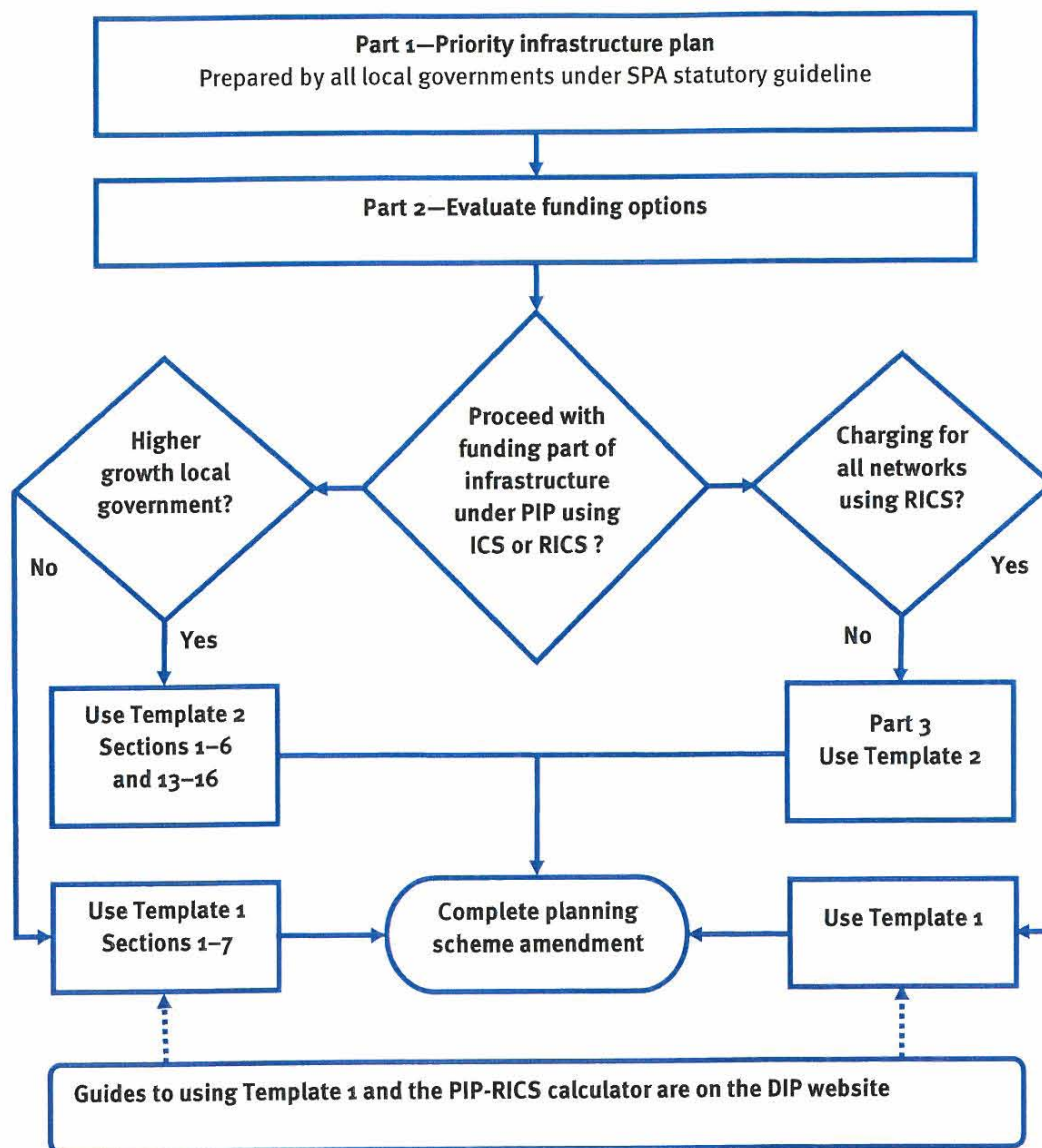 Part 1—Priority infrastructure plan
Prepared by all local governments under SPA statutory guideline
Part 2—Evaluate funding options
Higher
growth local
government?
Proceed with
funding part of
infrastructure
under PIP using
ICS or RICS ?
Charging for
all networks
using RICS?
No
Yes
Yes
No
Use Template 2
Sections 1–6
and 13–16
Part 3
Use Template 2
Use Template 1
Sections 1–7
Complete planning
scheme amendment
Use Template 1
Guides to using Template 1 and the PIP-RICS calculator are on the DIP website